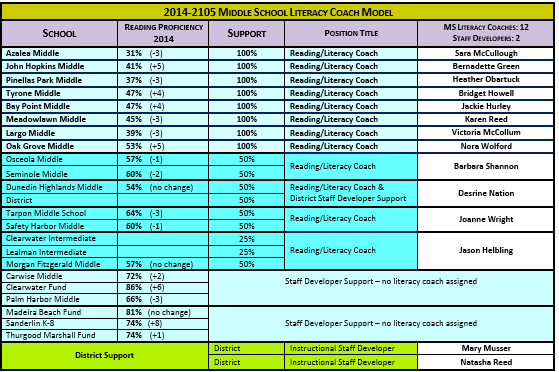 2014-2105 MIDDLE SCHOOL LITERACY COACH MODEL
SCHOOL READING PROFICIENCY 2014 SUPPORT POSITION TITLE MS LITERACY COACHES: 12 STAFF DEVELOPERS: 2
Azalea Middle 31% (-3) 100% Reading/Literacy Coach Sara McCullough
John Hopkins Middle 41% (+5) 100% Reading/Literacy Coach Bernadette Green
Pinellas Park Middle 37% (-3) 100% Reading/Literacy Coach Heather Obartuck
Tyrone Middle 47% (+4) 100% Reading/Literacy Coach Bridget Howell
Bay Point Middle 47% (+4) 100% Reading/Literacy Coach Jackie Hurley
Meadowlawn Middle 45% (-3) 100% Reading/Literacy Coach Karen Reed
Largo Middle 39% (-3) 100% Reading/Literacy Coach Victoria McCollum
Oak Grove Middle 53% (+5) 100% Reading/Literacy Coach Nora Wolford
Osceola Middle 57% (-1) 50% Reading/Literacy Coach Barbara Shannon
Seminole Middle 60% (-2) 50%
Dunedin Highlands Middle 54% (no change) 50% Reading/Literacy Coach & Desrine Nation
District 50% District Staff Developer Support
Tarpon Middle School 64% (-3) 50% Reading/Literacy Coach Joanne Wright
Safety Harbor Middle 60% (-1) 50%
Clearwater Intermediate 25%
Lealman Intermediate 25% Reading/Literacy Coach Jason Helbling
Morgan Fitzgerald Middle 57% (no change) 50%
Carwise Middle 72% (+2)
Clearwater Fund 86% (+6) Staff Developer Support – no literacy coach assigned
Palm Harbor Middle 66% (-3)
Madeira Beach Fund 81% (no change)
Sanderlin K-8 74% (+8) Staff Developer Support – no literacy coach assigned
Thurgood Marshall Fund 74% (+1)
District Support District Instructional Staff Developer Mary Musser
District Instructional Staff Developer Natasha Reed